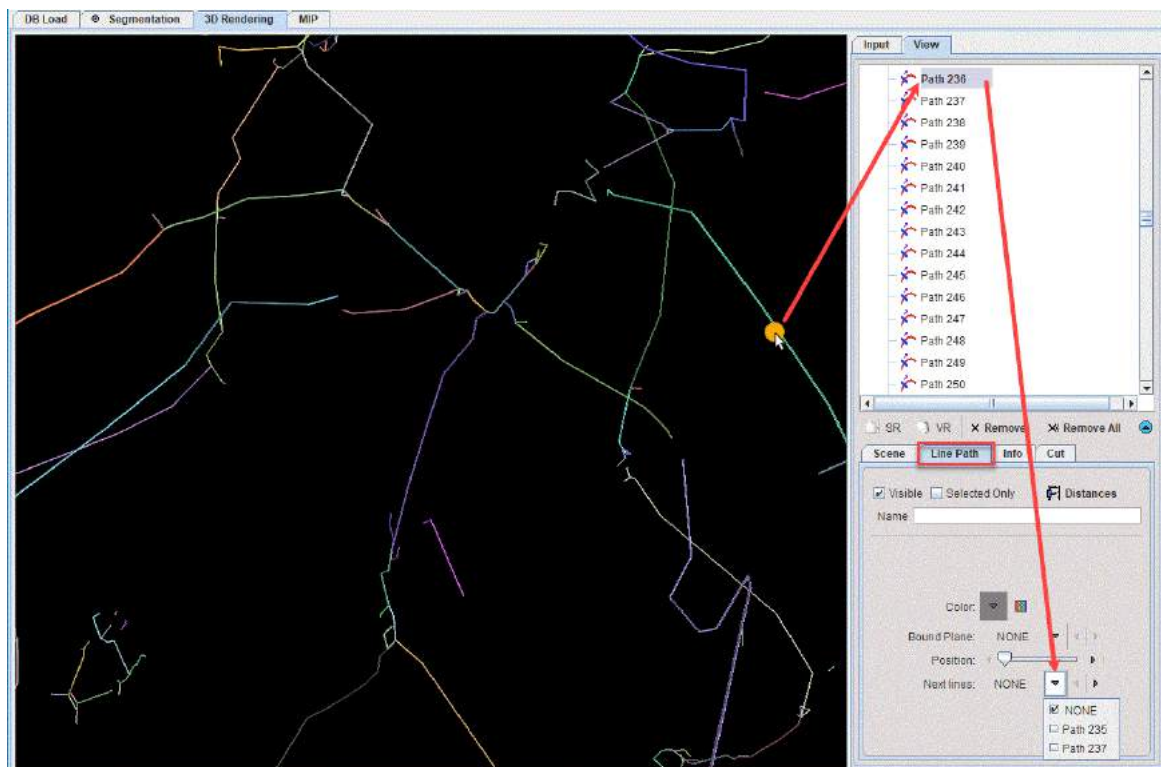 DB Load Segmentation 3D Rendering MIP
Input View
Path 236
Path 237
Path 238
Path 239
Path 240
Path 241
Path 242
Path 243
Path 244
Path 245
Path 246
Path 247
Path 248
Path 249
Path 250
SR VR Remove Remove All
Scene Line Path Info Cut
Visible Selected Only Distances
Name
Color:
Bound Plane: NONE
Position:
Next lines: NONE
NONE
Path 235
Path 237